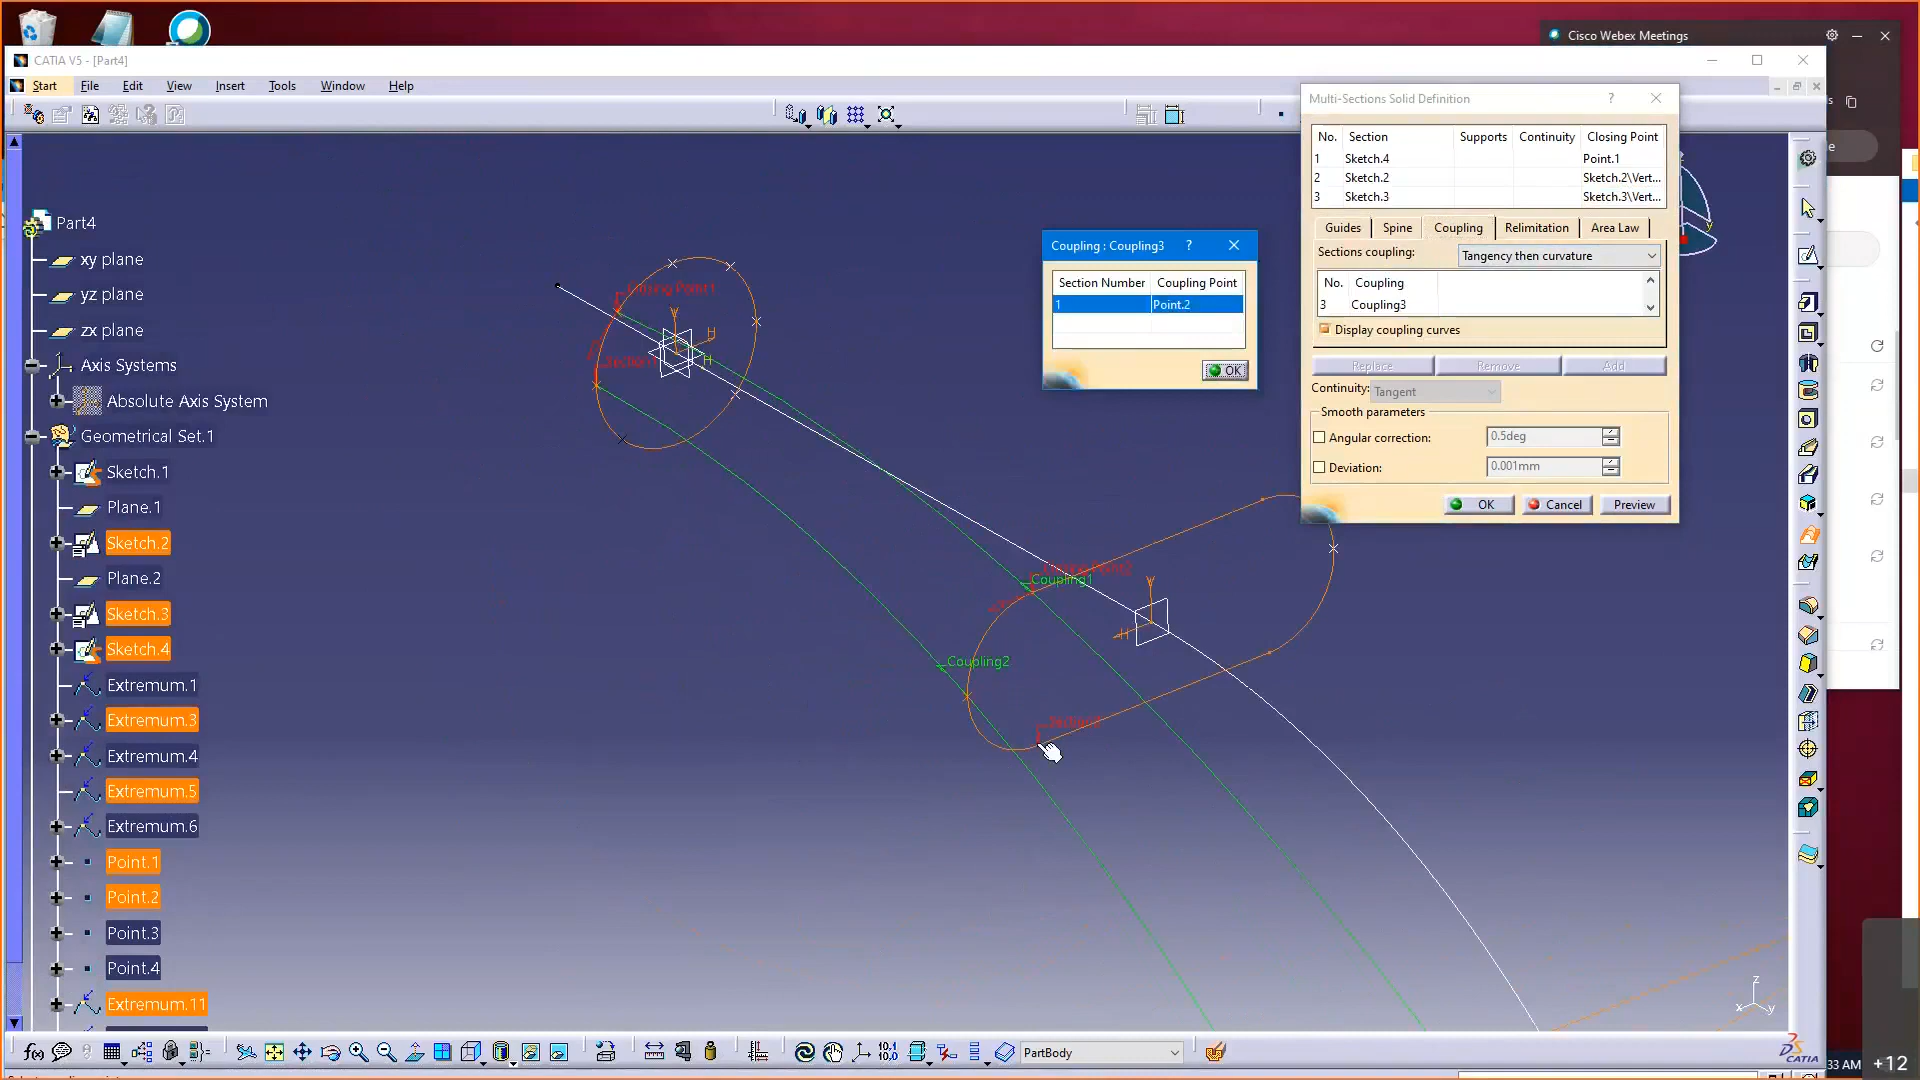 Cisco Webex Meetings
CATIA V5 - [Part4]
Start File Edit View Insert Tools Window Help
Multi-Sections Solid Definition ?
No. Section Supports Continuity Closing Point
1 Sketch.4 Point.1
2 Sketch.2 Sketch.2\Vert...
3 Sketch.3 Sketch.3\Vert...
Guides Spine Coupling Relimitation Area Law
Sections coupling: Tangency then curvature
No. Coupling
3 Coupling3
Display coupling curves
Replace Remove Add
Continuity: Tangent
Smooth parameters
Angular correction: 0.5deg
Deviation: 0.001mm
OK Cancel Preview
Coupling : Coupling3 ?
Section Number Coupling Point
1 Point.2
OK
Part4
xy plane
yz plane
zx plane
Axis Systems
Absolute Axis System
Geometrical Set.1
Sketch.1
Plane.1
Sketch.2
Plane.2
Sketch.3
Sketch.4
Extremum.1
Extremum.3
Extremum.4
Extremum.5
Extremum.6
Point.1
Point.2
Point.3
Point.4
Extremum.11
Closing Point1
Y
H
H
Section1
Closing Point2
Coupling1
Y
H
Coupling2
z
x y
PartBody
CATIA
33 AM
+12